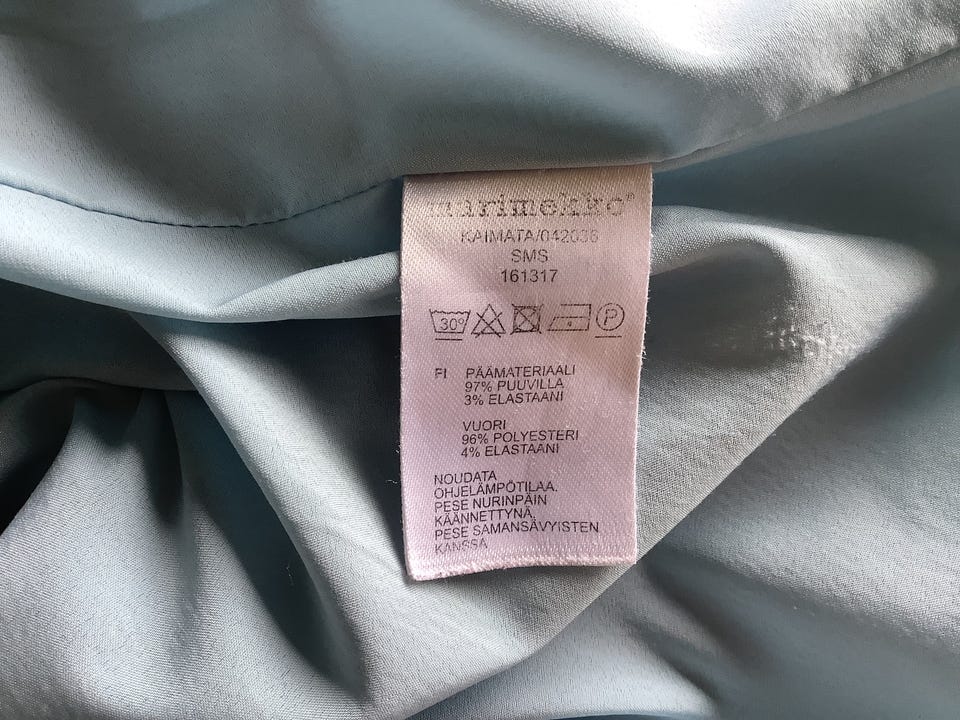 marimekko®
KAIMATA/042036
SMS
161317
30°
P
FI PÄÄMATERIAALI
97% PUUVILLA
3% ELASTAANI
VUORI
96% POLYESTERI
4% ELASTAANI
NOUDATA
OHJELÄMPÖTILAA.
PESE NURINPÄIN
KÄÄNNETTYNÄ.
PESE SAMANSÄVYISTEN
KANSSA